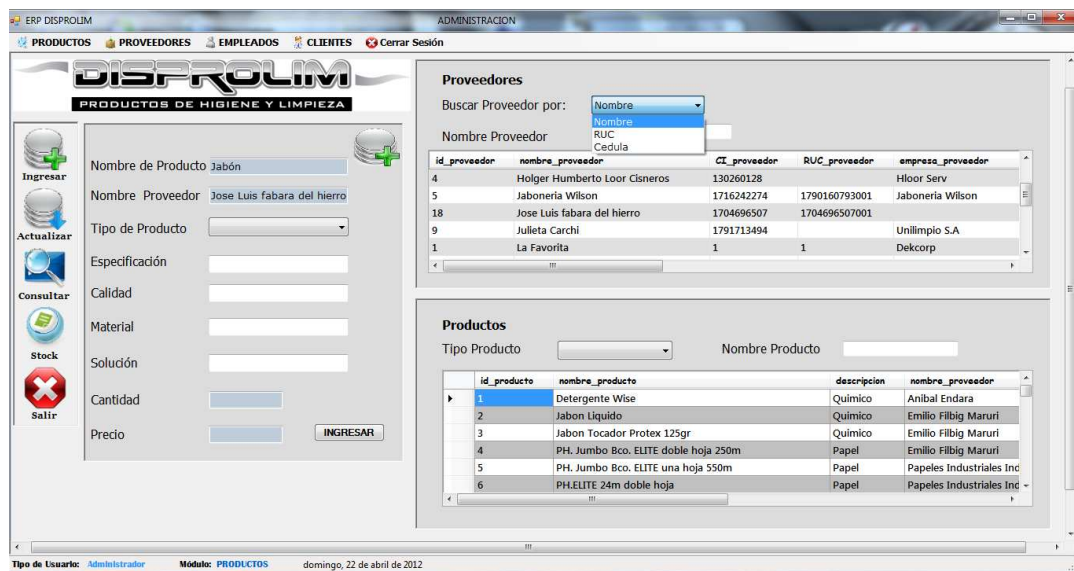 ERP DISPROLIM ADMINISTRACION
PRODUCTOS PROVEEDORES EMPLEADOS CLIENTES Cerrar Sesión
DISPROLIM
PRODUCTOS DE HIGIENE Y LIMPIEZA
Ingresar
Actualizar
Consultar
Stock
Salir
Nombre de Producto Jabón
Nombre Proveedor Jose Luis fabara del hierro
Tipo de Producto
Especificación
Calidad
Material
Solución
Cantidad
Precio INGRESAR
Proveedores
Buscar Proveedor por: Nombre
Nombre
RUC
Cedula
Nombre Proveedor
id_proveedor nombre_proveedor CI_proveedor RUC_proveedor empresa_proveedor
4 Holger Humberto Loor Cisneros 130260128 Hloor Serv
5 Jaboneria Wilson 1716242274 1790160793001 Jaboneria Wilson
18 Jose Luis fabara del hierro 1704696507 1704696507001
9 Julieta Carchi 1791713494 Unilimpio S.A
1 La Favorita 1 1 Dekcorp
Productos
Tipo Producto Nombre Producto
id_producto nombre_producto descripcion nombre_proveedor
1 Detergente Wise Quimico Anibal Endara
2 Jabon Liquido Quimico Emilio Filbig Maruri
3 Jabon Tocador Protex 125gr Quimico Emilio Filbig Maruri
4 PH. Jumbo Bco. ELITE doble hoja 250m Papel Emilio Filbig Maruri
5 PH. Jumbo Bco. ELITE una hoja 550m Papel Papeles Industriales Ind
6 PH.ELITE 24m doble hoja Papel Papeles Industriales Ind
Tipo de Usuario: Administrador Módulo: PRODUCTOS domingo, 22 de abril de 2012